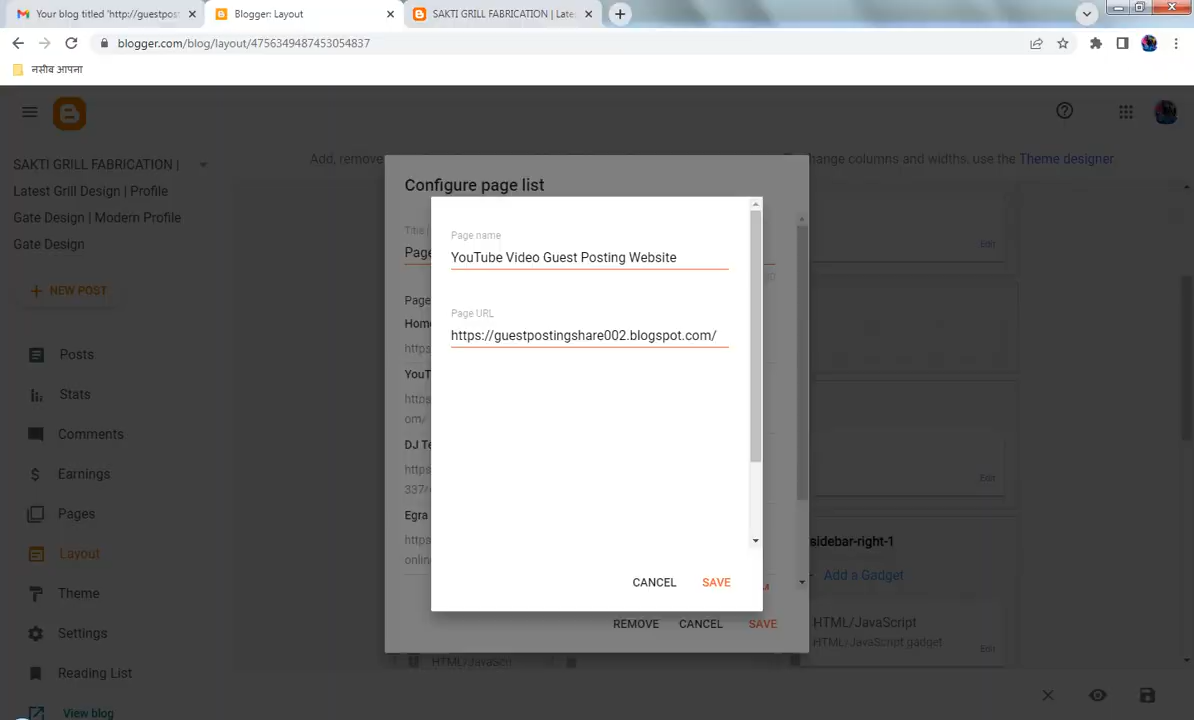 Your blog titled 'http://guestpost
Blogger: Layout
SAKTI GRILL FABRICATION | Late
blogger.com/blog/layout/4756349487453054837
नसीब आपना
SAKTI GRILL FABRICATION |
Latest Grill Design | Profile
Gate Design | Modern Profile
Gate Design
NEW POST
Posts
Stats
Comments
Earnings
Pages
Layout
Theme
Settings
Reading List
View blog
Add, remove
change columns and widths, use the Theme designer
Configure page list
Title
Page
Page
Home
https
YouT
https
om/
DJ Te
https
337/
Egra
https
online
Page name
YouTube Video Guest Posting Website
Page URL
https://guestpostingshare002.blogspot.com/
CANCEL SAVE
REMOVE CANCEL SAVE
Edit
Edit
sidebar-right-1
Add a Gadget
HTML/JavaScript
HTML/JavaScript gadget
Edit
HTML/JavaScri